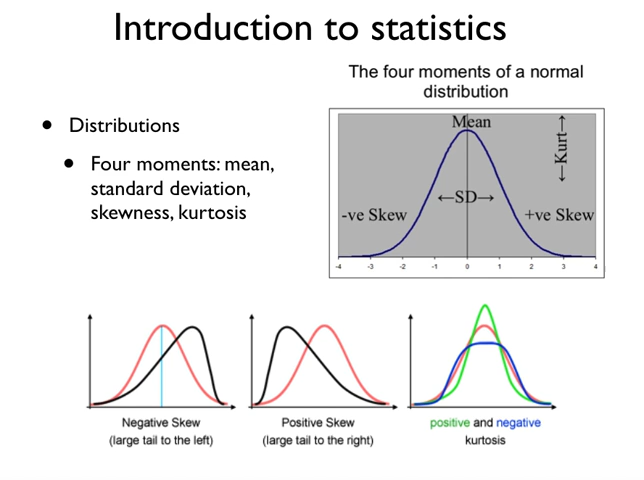 Introduction to statistics
The four moments of a normal
distribution
• Distributions
• Four moments: mean,
standard deviation,
skewness, kurtosis
Mean
←Kurt→
←SD→
-ve Skew
+ve Skew
-4 -3 -2 -1 0 1 2 3 4
Negative Skew
(large tail to the left)
Positive Skew
(large tail to the right)
positive and negative
kurtosis